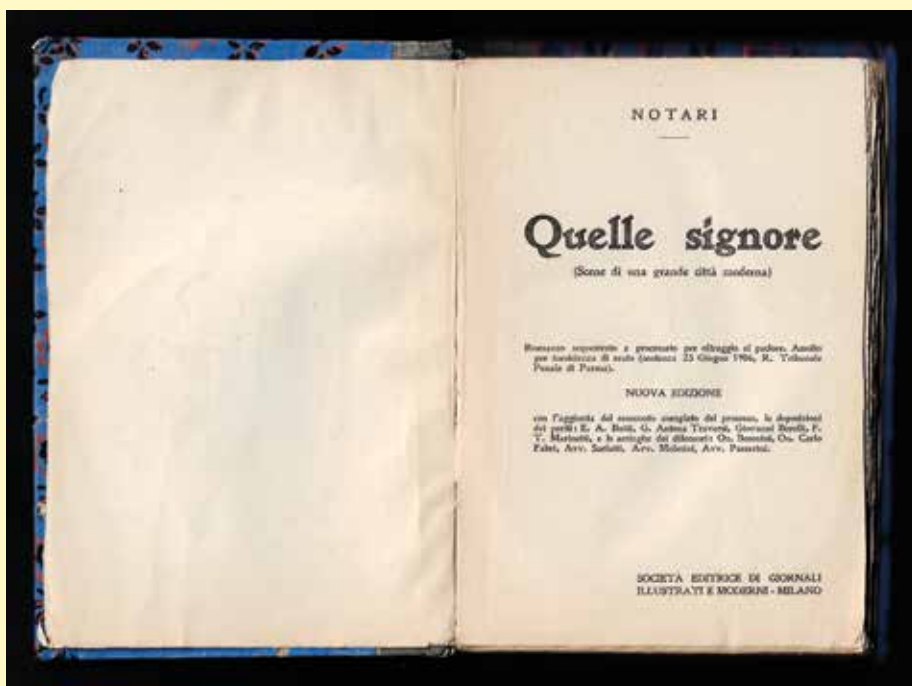 NOTARI
Quelle signore
(Scene di una grande città moderna)
Romanzo sequestrato e processato per oltraggio al pudore. Assolto
per inesistenza di reato (sentenza 23 Giugno 1906, R. Tribunale
Penale di Parma).
NUOVA EDIZIONE
con l'aggiunta del resoconto completo del processo, le deposizioni
dei periti: E. A. Butti, G. Antona Traversi, Giovanni Borelli, F.
T. Marinetti, e le arringhe dei difensori: On. Berenini, On. Carlo
Fabri, Avv. Sarfatti, Avv. Avv. Passerini.
SOCIETÀ EDITRICE DI GIORNALI
ILLUSTRATI E MODERNI - MILANO